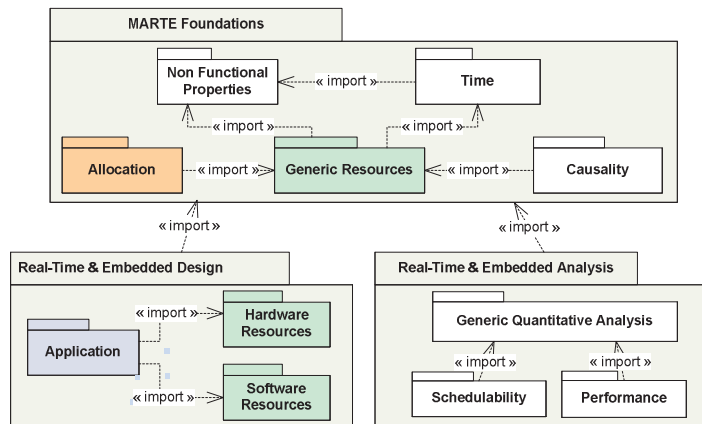 MARTE Foundations
Non Functional
Properties
« import »
Time
« import »
« import »
Allocation
« import »
Generic Resources
« import »
Causality
« import »
« import »
Real-Time & Embedded Design
Application
« import »
Hardware
Resources
« import »
Software
Resources
Real-Time & Embedded Analysis
Generic Quantitative Analysis
« import »
« import »
Schedulability
Performance